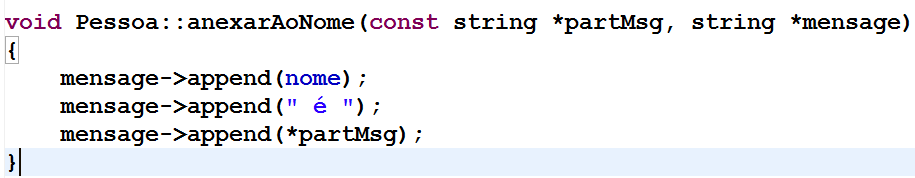 void Pessoa::anexarAoNome(const string *partMsg, string *mensage)
{
    mensage->append(nome);
    mensage->append(" é ");
    mensage->append(*partMsg);
}